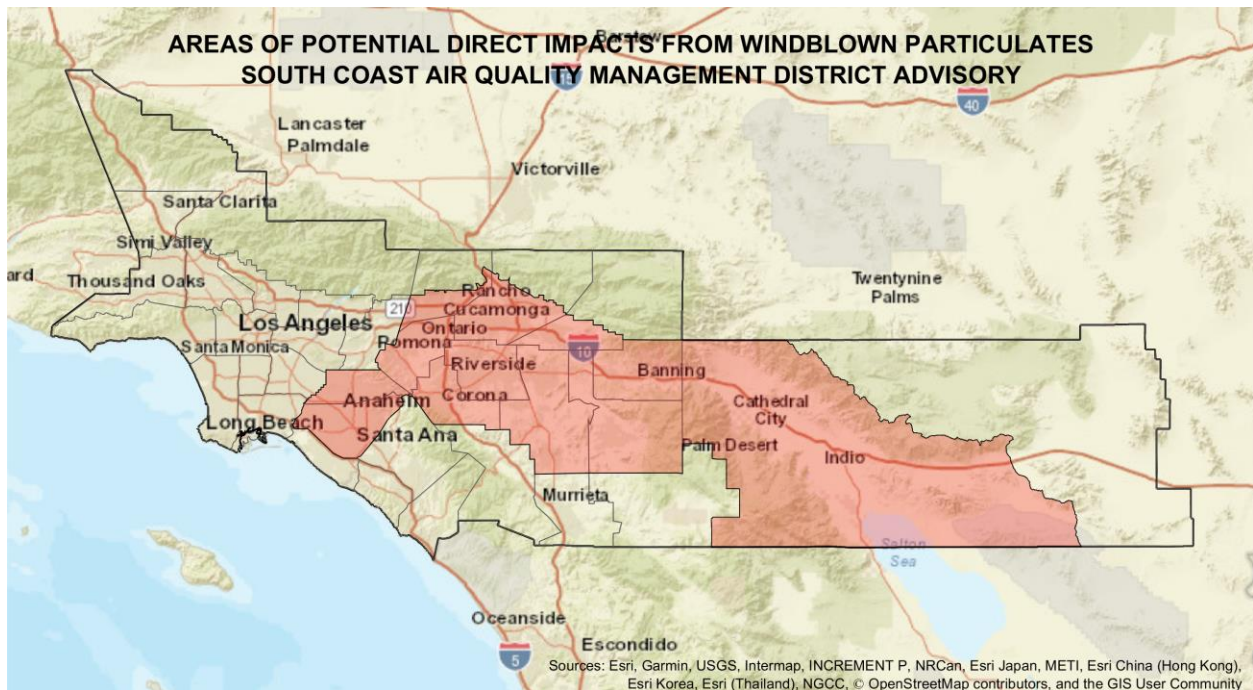 AREAS OF POTENTIAL DIRECT IMPACTS FROM WINDBLOWN PARTICULATES
Barstow
SOUTH COAST AIR QUALITY MANAGEMENT DISTRICT ADVISORY
15
40
Lancaster
Palmdale
Victorville
Santa Clarita
Simi Valley
ard
Thousand Oaks
Twentynine
Palms
Rancho
Cucamonga
210
Los Angeles
Ontario
Pomona
Santa Monica
10
Riverside
Banning
Anaheim
Corona
Cathedral
City
Long Beach
Santa Ana
Palm Desert
Indio
Murrieta
Salton
Sea
Oceanside
Escondido
5
Sources: Esri, Garmin, USGS, Intermap, INCREMENT P, NRCan, Esri Japan, METI, Esri China (Hong Kong),
Esri Korea, Esri (Thailand), NGCC, © OpenStreetMap contributors, and the GIS User Community